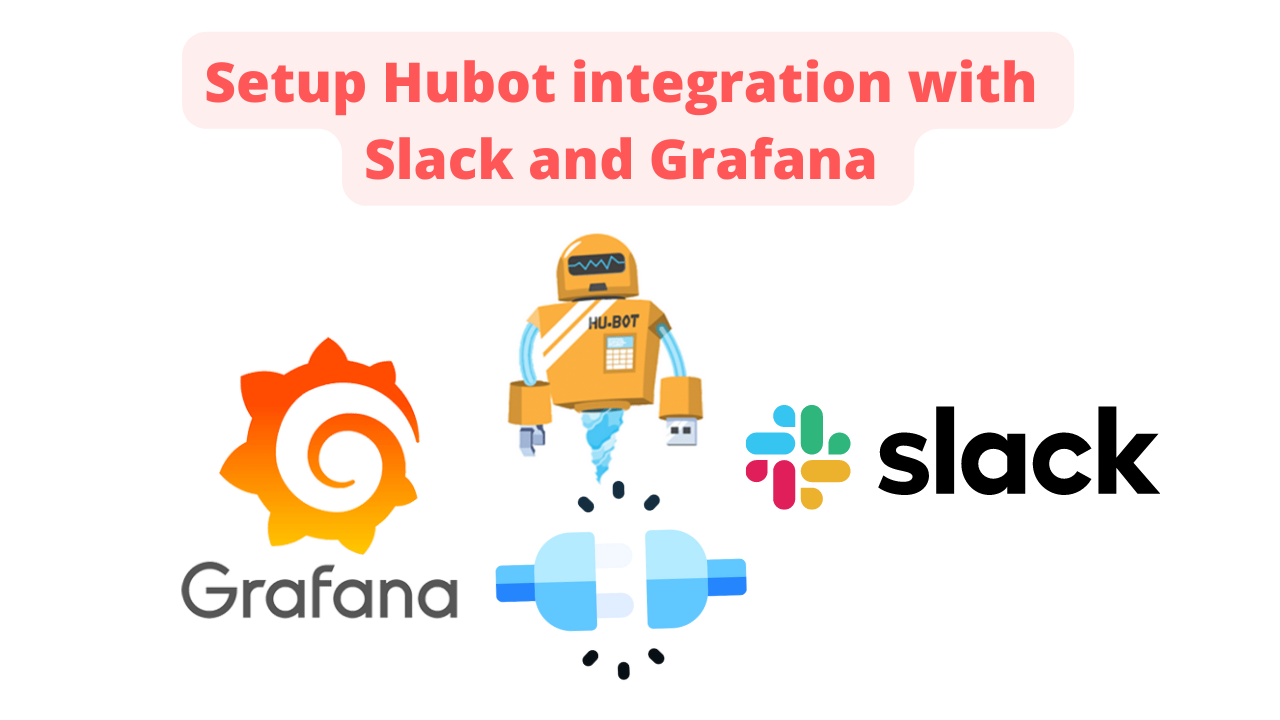 Setup Hubot integration with
Slack and Grafana
HU-BOT
Grafana
slack